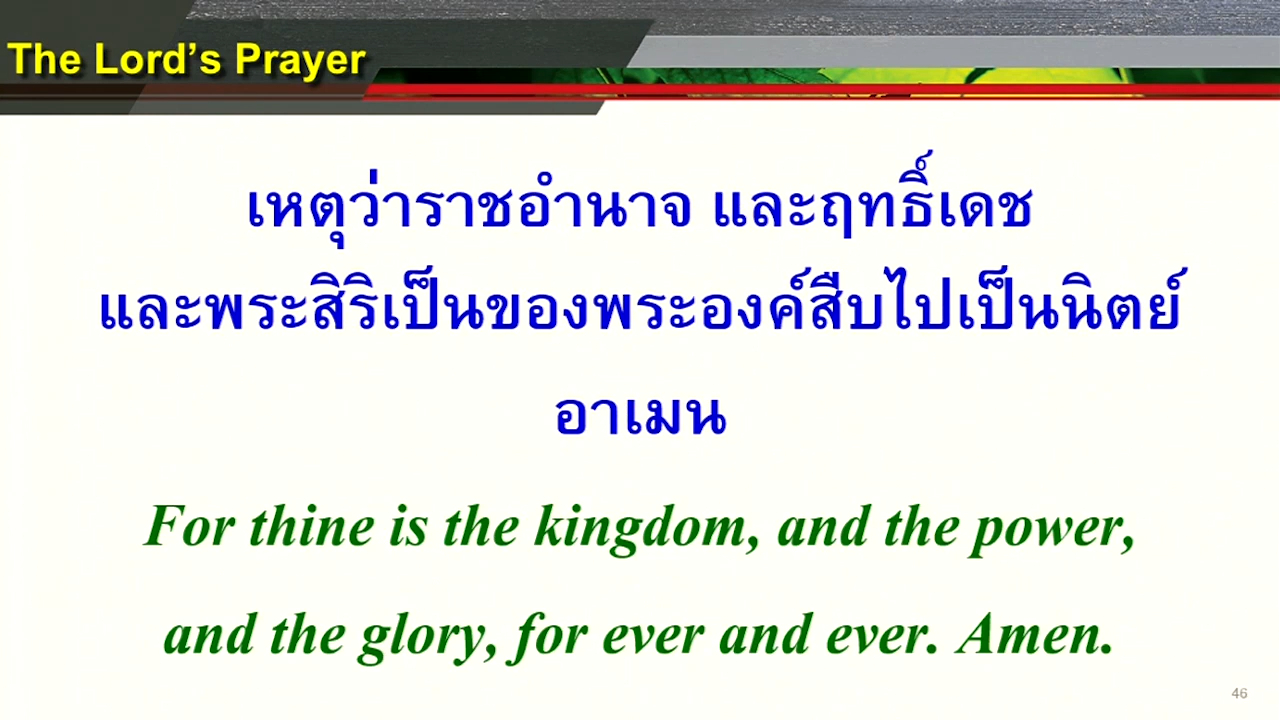 The Lord’s Prayer
เหตุว่าราชอำนาจ และฤทธิ์เดช
และพระสิริเป็นของพระองค์สืบไปเป็นนิตย์
อาเมน
For thine is the kingdom, and the power,
and the glory, for ever and ever. Amen.
46